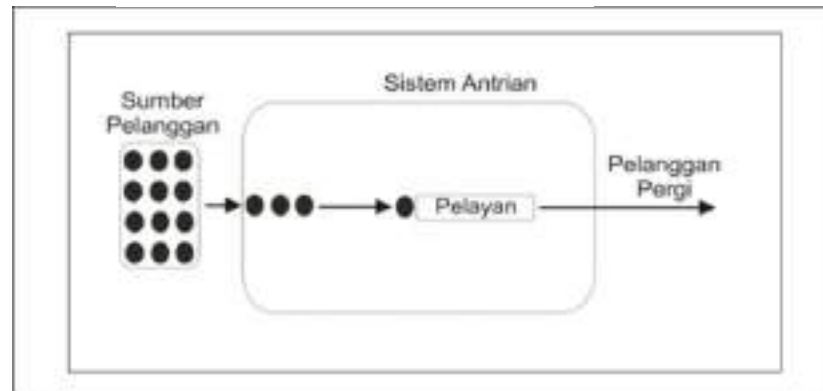 Sistem Antrian
Sumber
Pelanggan
Pelanggan
Pergi
Pelayan